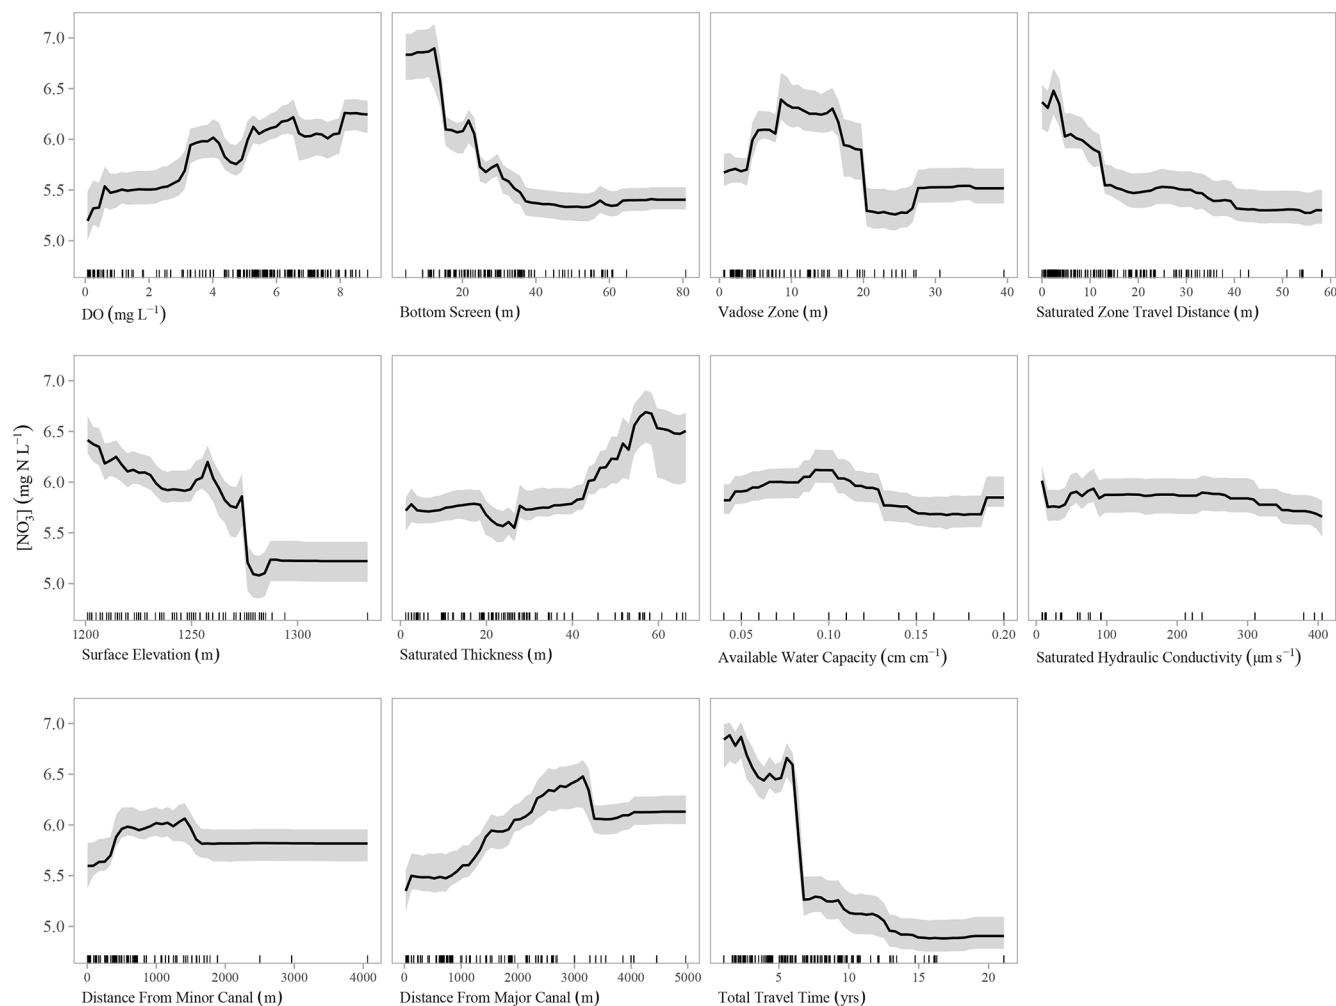 7.0
6.5
6.0
5.5
5.0
0 2 4 6 8
20 40 60 80
0 10 20 30 40
0 10 20 30 40 50 60
DO (mg L⁻¹)
Bottom Screen (m)
Vadose Zone (m)
Saturated Zone Travel Distance (m)
[NO₃] (mg N L⁻¹)
7.0
6.5
6.0
5.5
5.0
1200 1250 1300
0 20 40 60
0.05 0.10 0.15 0.20
0 100 200 300 400
Surface Elevation (m)
Saturated Thickness (m)
Available Water Capacity (cm cm⁻¹)
Saturated Hydraulic Conductivity (μm s⁻¹)
7.0
6.5
6.0
5.5
5.0
0 1000 2000 3000 4000
0 1000 2000 3000 4000 5000
5 10 15 20
Distance From Minor Canal (m)
Distance From Major Canal (m)
Total Travel Time (yrs)